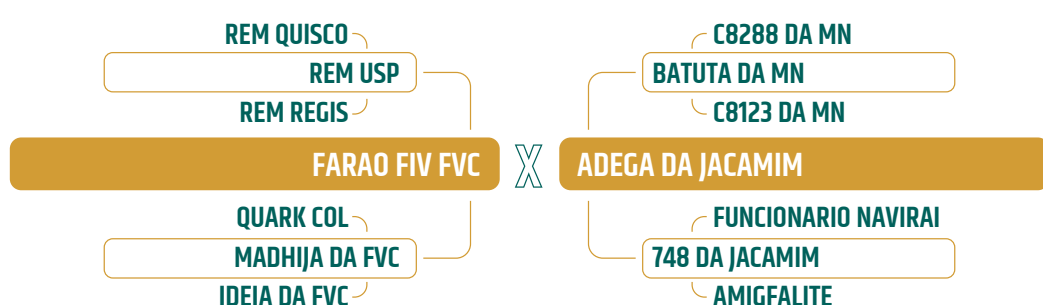 REM QUISCO
REM USP
REM REGIS
FARAO FIV FVC
QUARK COL
MADHIJA DA FVC
IDEIA DA FVC
X
C8288 DA MN
BATUTA DA MN
C8123 DA MN
ADEGA DA JACAMIM
FUNCIONARIO NAVIRAI
748 DA JACAMIM
AMIGFALITE